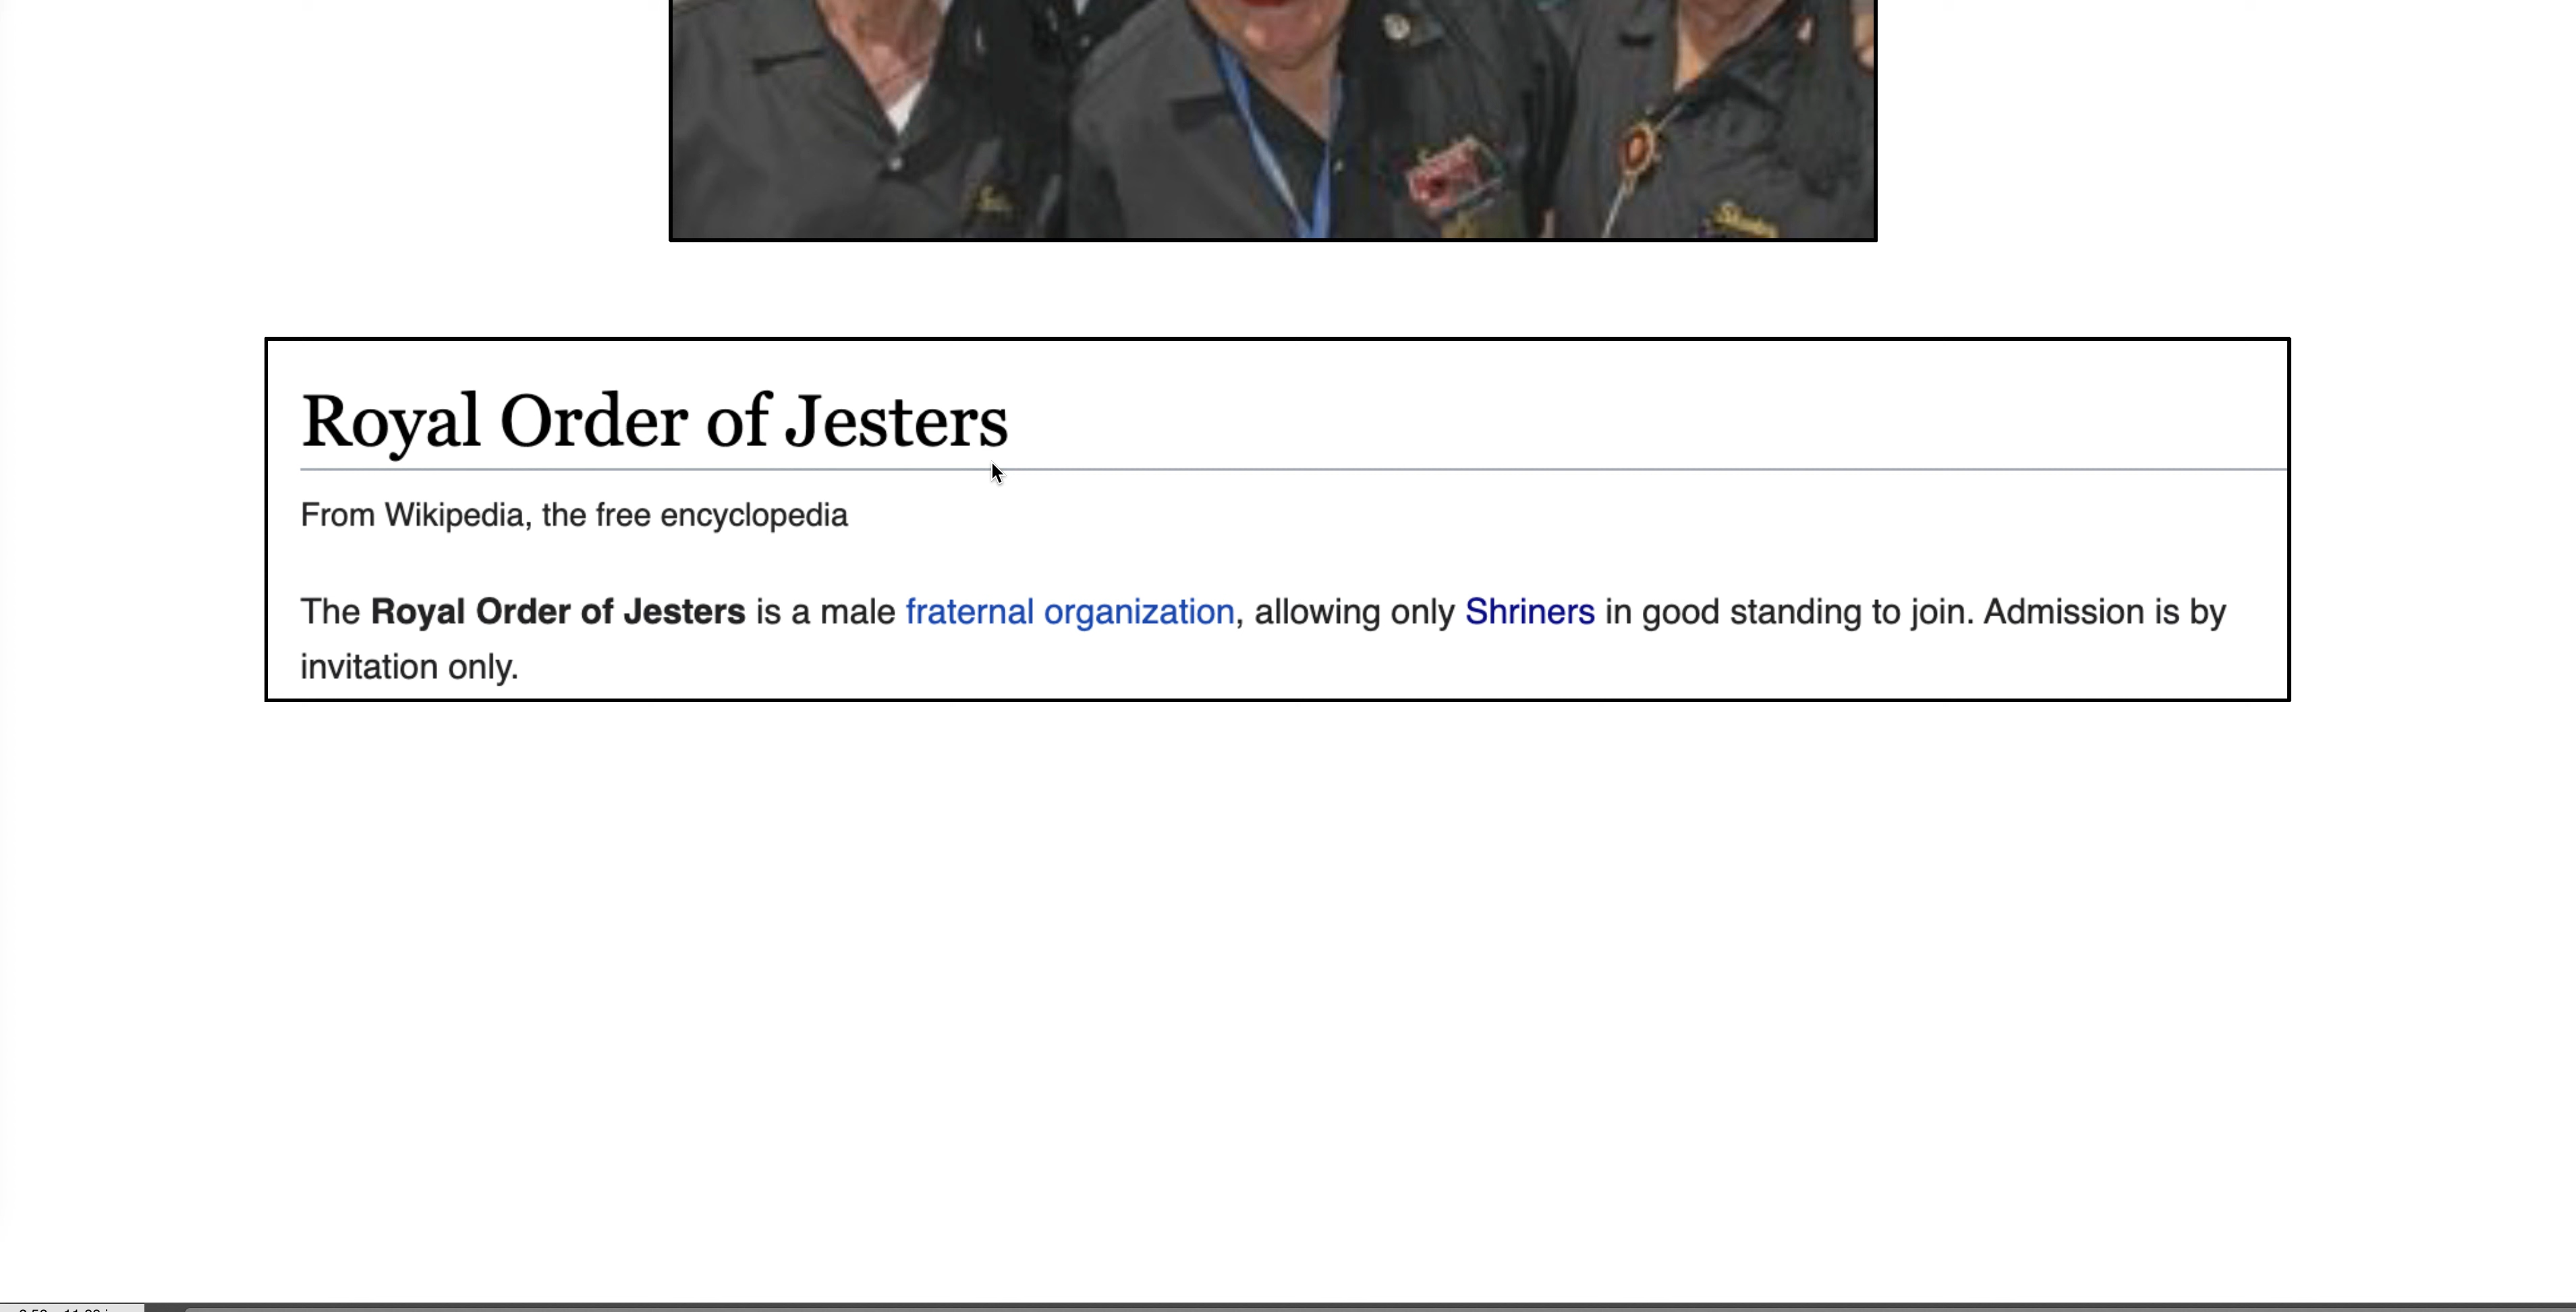 Royal Order of Jesters
From Wikipedia, the free encyclopedia
The Royal Order of Jesters is a male fraternal organization, allowing only Shriners in good standing to join. Admission is by
invitation only.